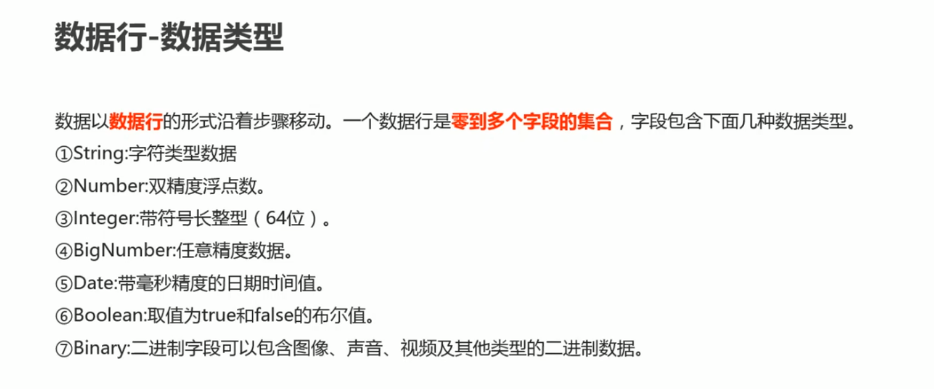 数据行-数据类型
数据以数据行的形式沿着步骤移动。一个数据行是零到多个字段的集合，字段包含下面几种数据类型。
①String:字符类型数据
②Number:双精度浮点数。
③Integer:带符号长整型（64位）。
④BigNumber:任意精度数据。
⑤Date:带毫秒精度的日期时间值。
⑥Boolean:取值为true和false的布尔值。
⑦Binary:二进制字段可以包含图像、声音、视频及其他类型的二进制数据。